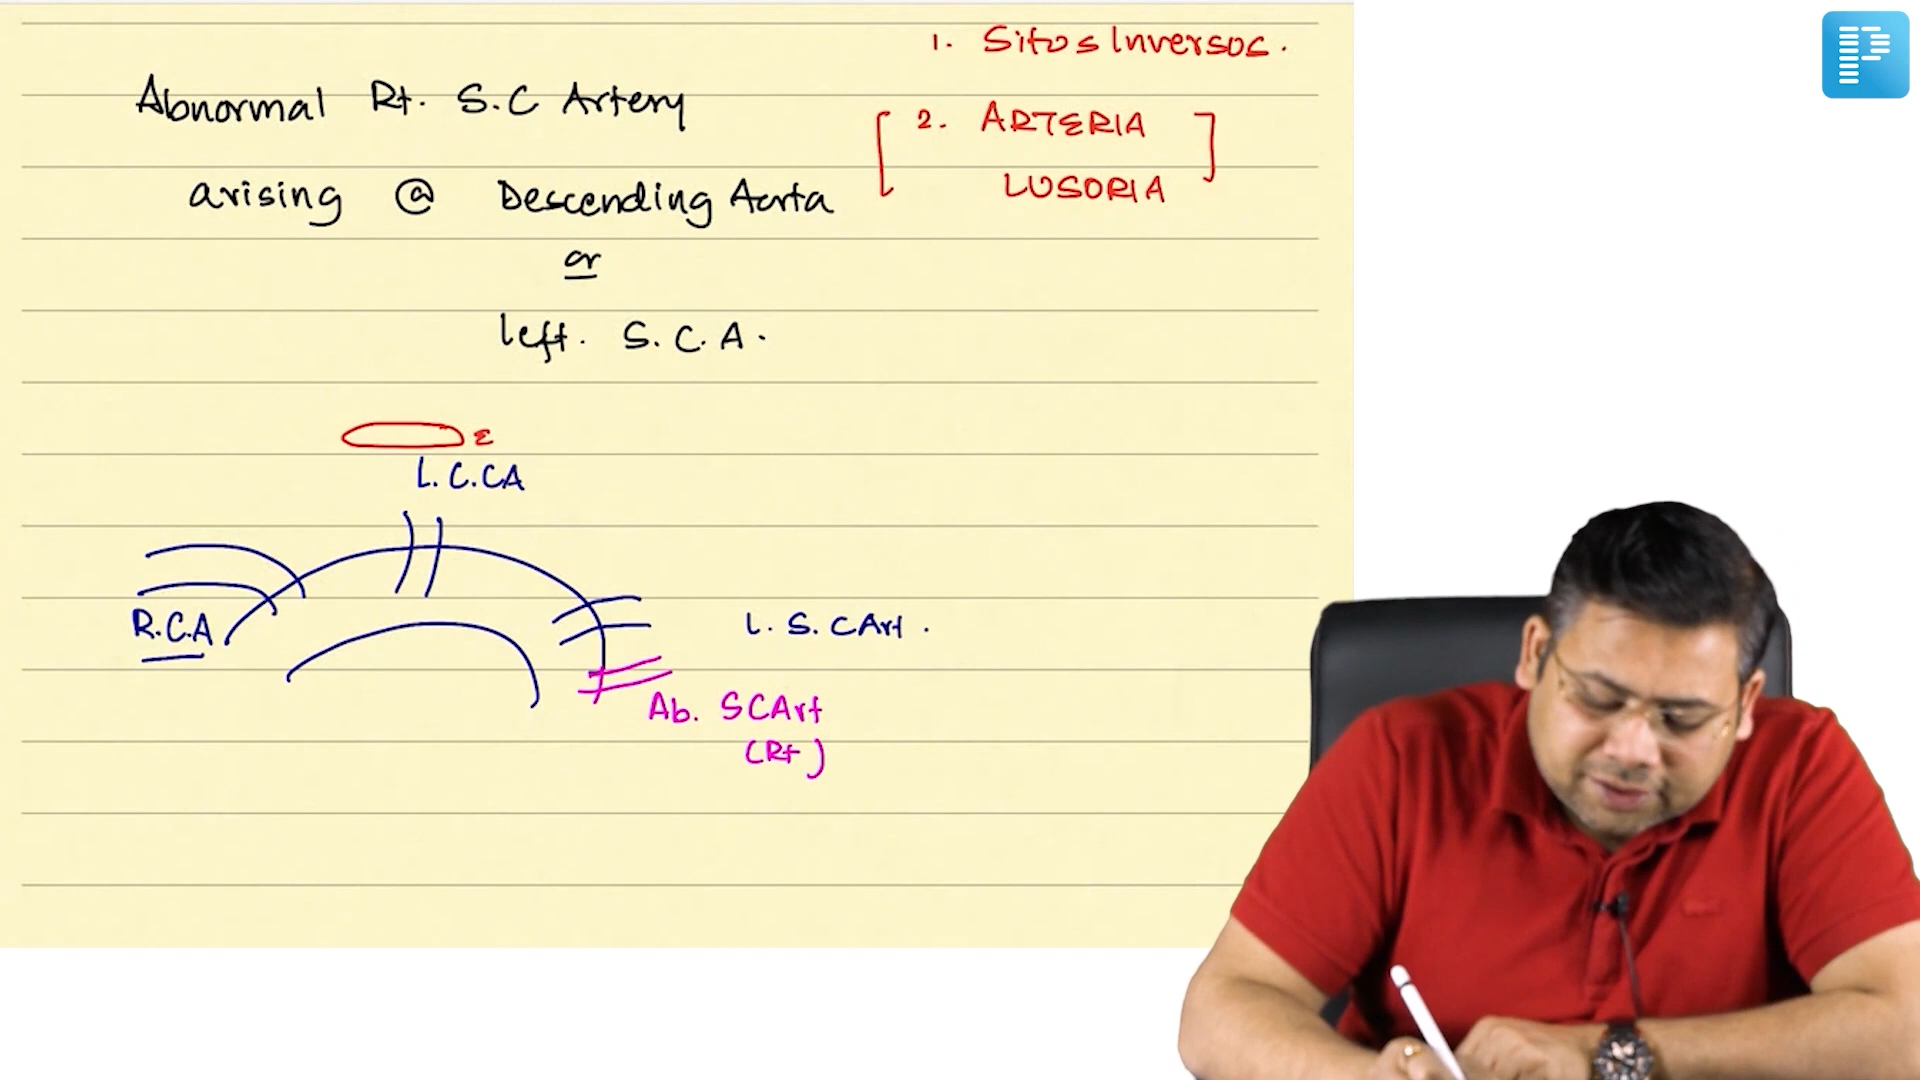 1. Situs Inversus.
Abnormal Rt. S.C Artery
2. ARTERIA
LUSORIA
arising @ Descending Aorta
or
left. S.C.A.
E
L.C.CA
R.C.A
L.S.CArt.
Ab. SCArt
(Rt)
P